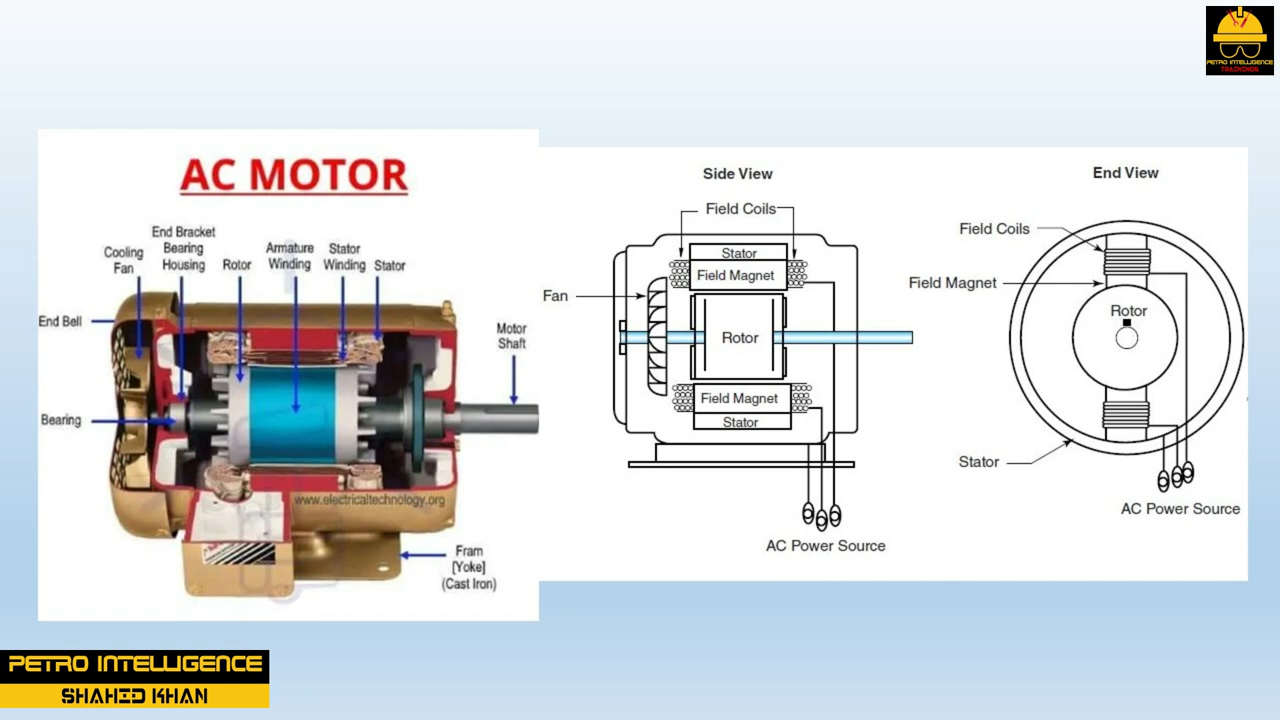 PETRO INTELLIGENCE
TRAININGS
AC MOTOR
End Bracket
Bearing
Housing
Cooling
Fan
Rotor
Armature
Winding
Stator
Winding
Stator
End Bell
Motor
Shaft
Bearing
www.electricaltechnology.org
Fram
[Yoke]
(Cast Iron)
Side View
Field Coils
Stator
Field Magnet
Fan
Rotor
Field Magnet
Stator
AC Power Source
End View
Field Coils
Field Magnet
Rotor
Stator
AC Power Source
PETRO INTELLIGENCE
SHAHID KHAN